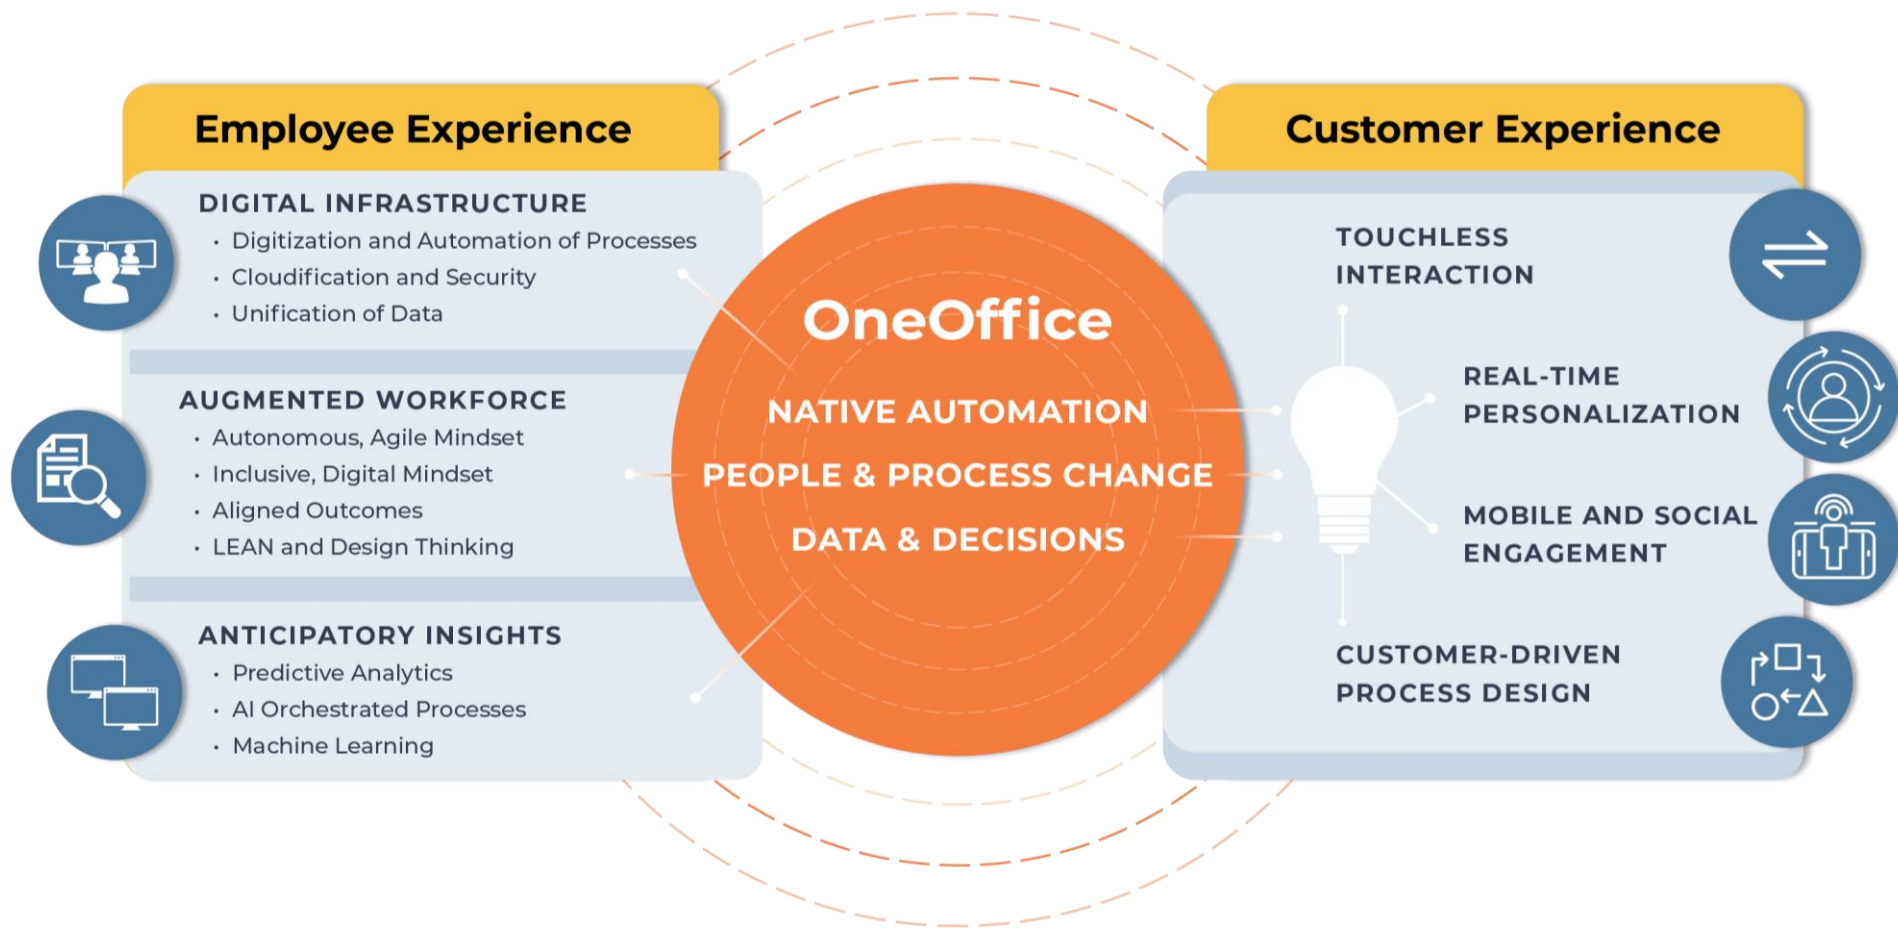 Employee Experience
DIGITAL INFRASTRUCTURE
• Digitization and Automation of Processes
• Cloudification and Security
• Unification of Data
AUGMENTED WORKFORCE
• Autonomous, Agile Mindset
• Inclusive, Digital Mindset
• Aligned Outcomes
• LEAN and Design Thinking
ANTICIPATORY INSIGHTS
• Predictive Analytics
• AI Orchestrated Processes
• Machine Learning
OneOffice
NATIVE AUTOMATION
PEOPLE & PROCESS CHANGE
DATA & DECISIONS
Customer Experience
TOUCHLESS
INTERACTION
REAL-TIME
PERSONALIZATION
MOBILE AND SOCIAL
ENGAGEMENT
CUSTOMER-DRIVEN
PROCESS DESIGN